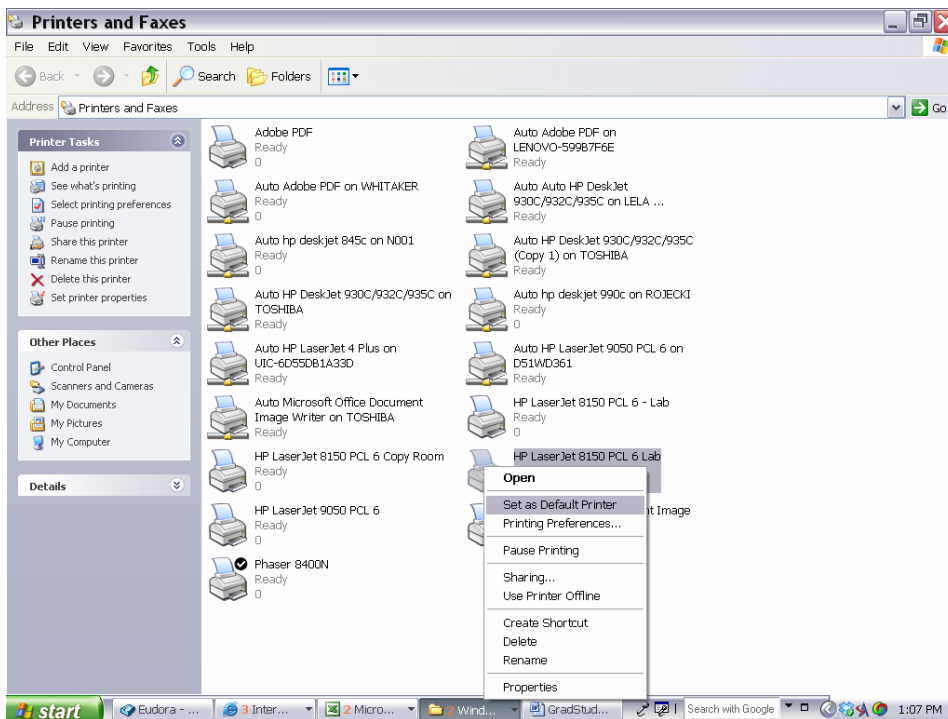 Printers and Faxes
File Edit View Favorites Tools Help
Back Search Folders
Address Printers and Faxes Go
Printer Tasks
Add a printer
See what's printing
Select printing preferences
Pause printing
Share this printer
Rename this printer
Delete this printer
Set printer properties
Other Places
Control Panel
Scanners and Cameras
My Documents
My Pictures
My Computer
Details
Adobe PDF
Ready
0
Auto Adobe PDF on
LENOVO-599B7F6E
Ready
Auto Adobe PDF on WHITAKER
Ready
0
Auto Auto HP DeskJet
930C/932C/935C on LELA ...
Ready
Auto hp deskjet 845c on N001
Ready
0
Auto HP DeskJet 930C/932C/935C
(Copy 1) on TOSHIBA
Ready
Auto HP DeskJet 930C/932C/935C on
TOSHIBA
Ready
Auto hp deskjet 990c on ROJECKI
Ready
0
Auto HP LaserJet 4 Plus on
UIC-6D55DB1A33D
Ready
Auto HP LaserJet 9050 PCL 6 on
D51WD361
Ready
Auto Microsoft Office Document
Image Writer on TOSHIBA
Ready
HP LaserJet 8150 PCL 6 - Lab
Ready
0
HP LaserJet 8150 PCL 6 Copy Room
Ready
0
HP LaserJet 8150 PCL 6 Lab
HP LaserJet 9050 PCL 6
Ready
0
Image
Phaser 8400N
Ready
0
Open
Set as Default Printer
Printing Preferences...
Pause Printing
Sharing...
Use Printer Offline
Create Shortcut
Delete
Rename
Properties
start Eudora - ... 3 Inter... 2 Micro... 2 Wind... GradStud... Search with Google 1:07 PM